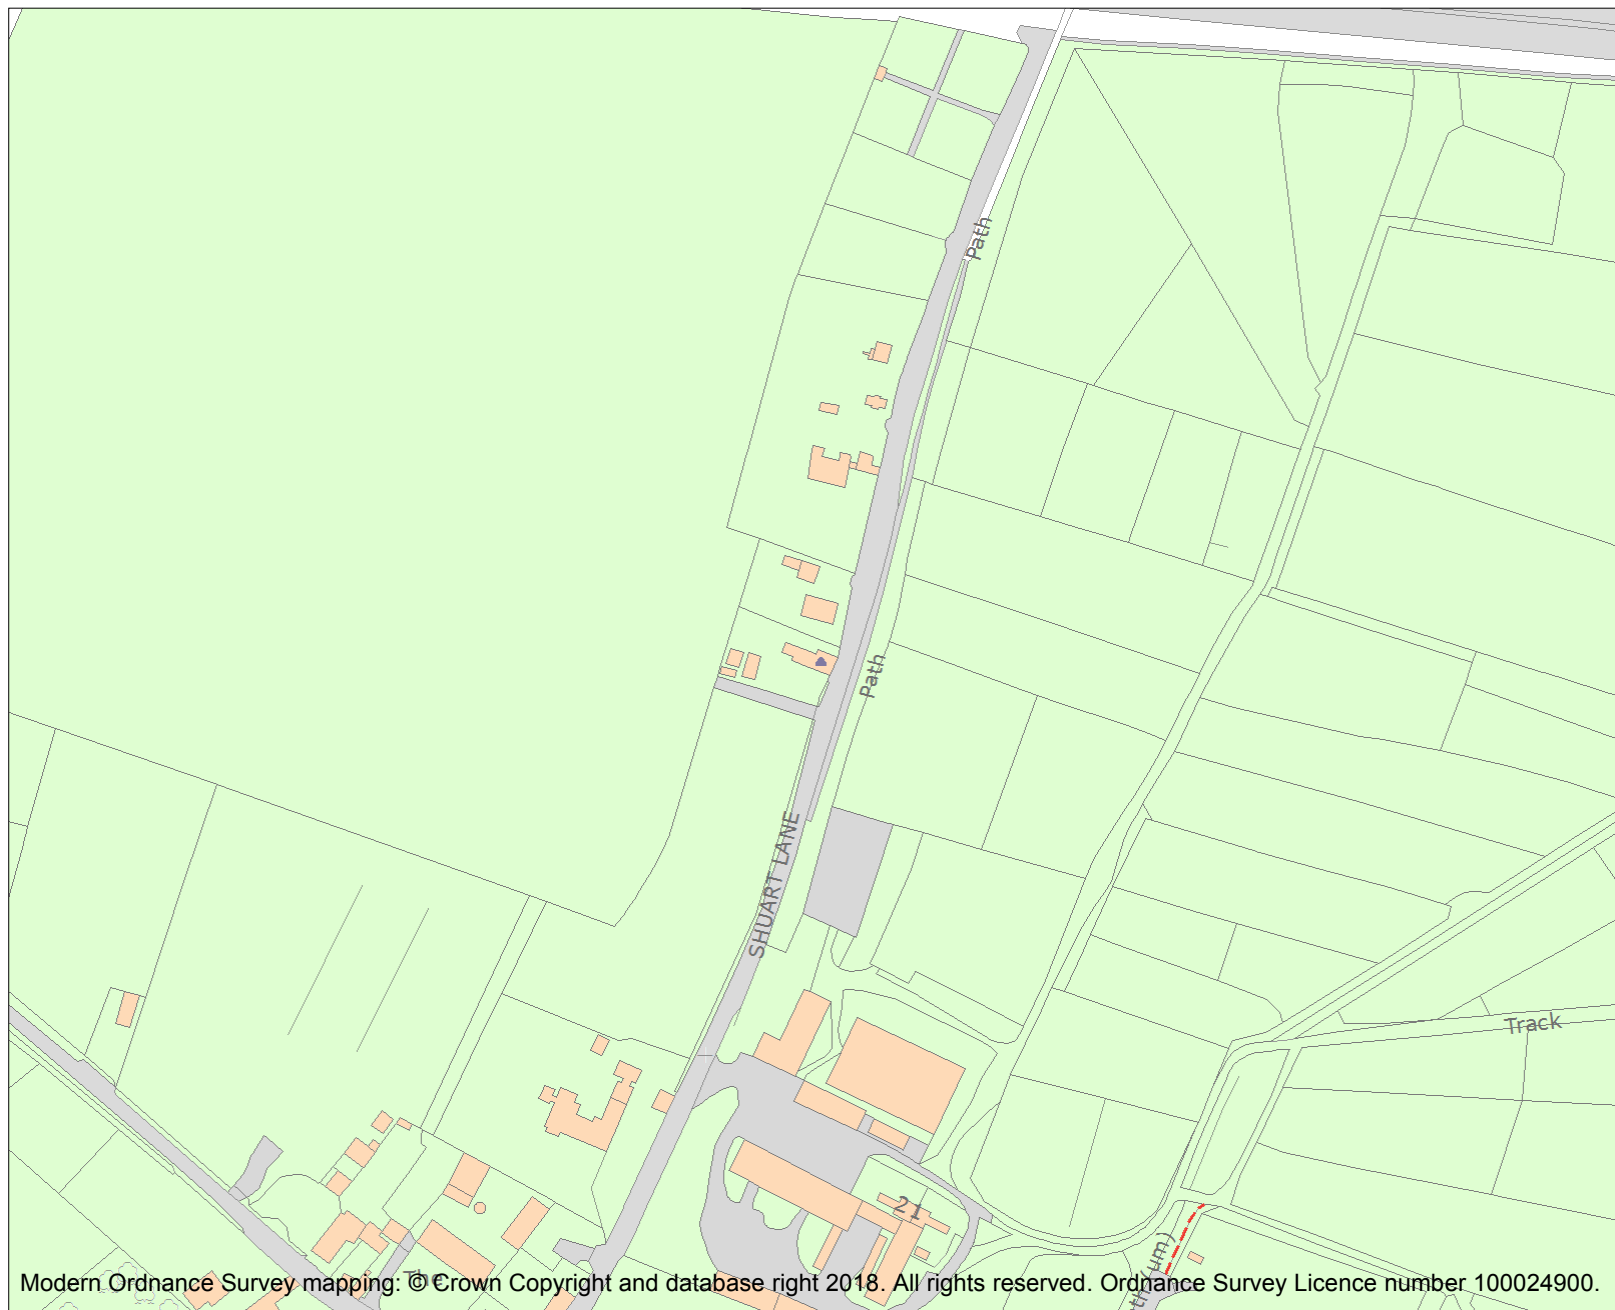 Path
Path
SHUART LANE
Track
21
The
Modern Ordnance Survey mapping: © Crown Copyright and database right 2018. All rights reserved. Ordnance Survey Licence number 100024900.